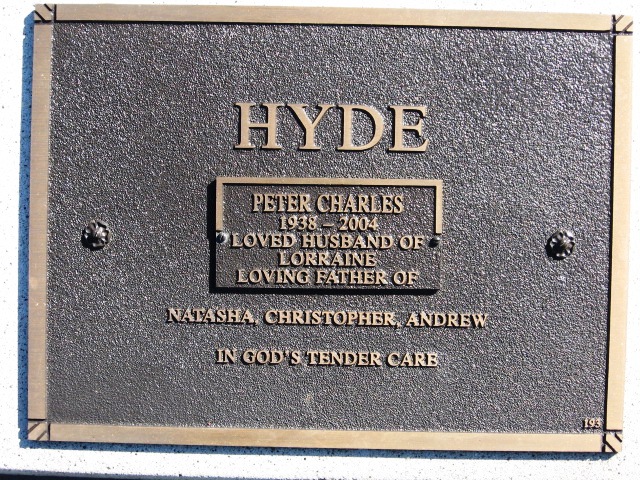 HYDE
PETER CHARLES
1938 – 2004
LOVED HUSBAND OF
LORRAINE
LOVING FATHER OF
NATASHA, CHRISTOPHER, ANDREW
IN GOD'S TENDER CARE
193